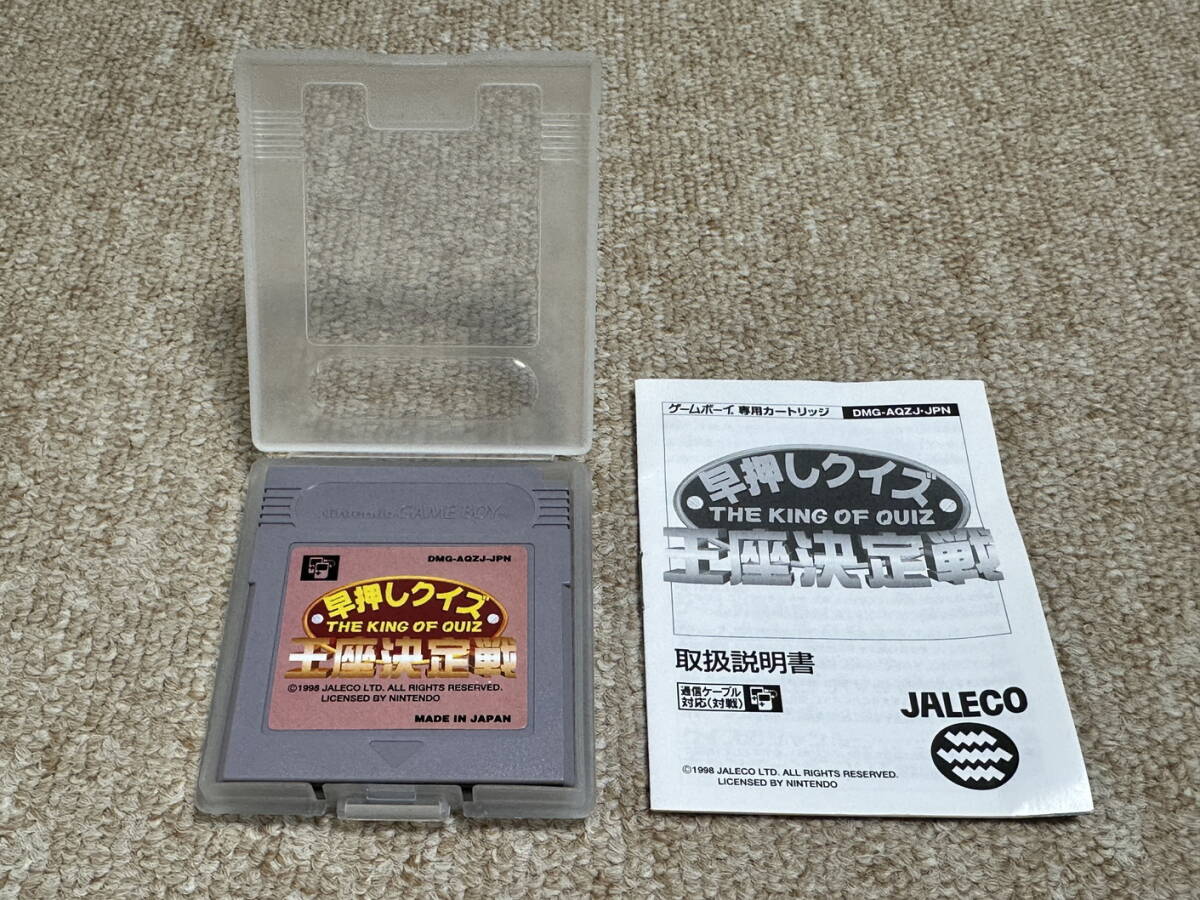 Nintendo GAME BOY
DMG-AQZJ-JPN
早押しクイズ
THE KING OF QUIZ
王座決定戦
©1998 JALECO LTD. ALL RIGHTS RESERVED.
LICENSED BY NINTENDO
MADE IN JAPAN
ゲームボーイ専用カートリッジ
DMG-AQZJ-JPN
早押しクイズ
THE KING OF QUIZ
王座決定戦
取扱説明書
通信ケーブル
対応(対戦)
JALECO
©1998 JALECO LTD. ALL RIGHTS RESERVED.
LICENSED BY NINTENDO